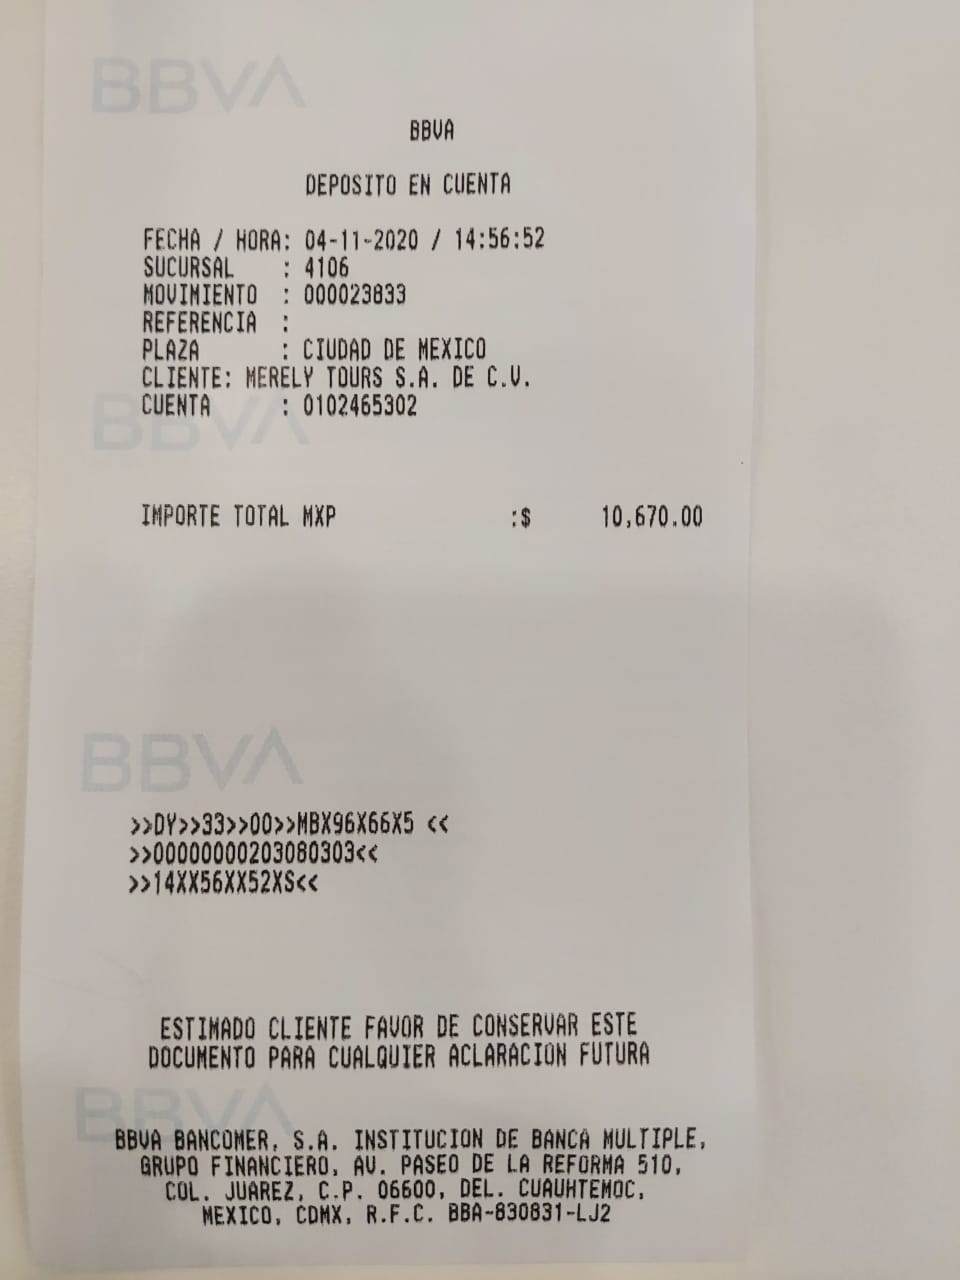 BBVA
BBVA
DEPOSITO EN CUENTA
FECHA / HORA: 04-11-2020 / 14:56:52
SUCURSAL : 4106
MOVIMIENTO : 000023833
REFERENCIA :
PLAZA : CIUDAD DE MEXICO
CLIENTE: MERELY TOURS S.A. DE C.V.
CUENTA : 0102465302
BBVA
IMPORTE TOTAL MXP :$ 10,670.00
BBVA
>>DY>>33>>00>>MBX96X66X5 <<
>>00000000203080303<<
>>14XX56XX52XS<<
ESTIMADO CLIENTE FAVOR DE CONSERVAR ESTE
DOCUMENTO PARA CUALQUIER ACLARACION FUTURA
BBVA
BBVA BANCOMER, S.A. INSTITUCION DE BANCA MULTIPLE,
GRUPO FINANCIERO, AV. PASEO DE LA REFORMA 510,
COL. JUAREZ, C.P. 06600, DEL. CUAUHTEMOC,
MEXICO, CDMX, R.F.C. BBA-830831-LJ2